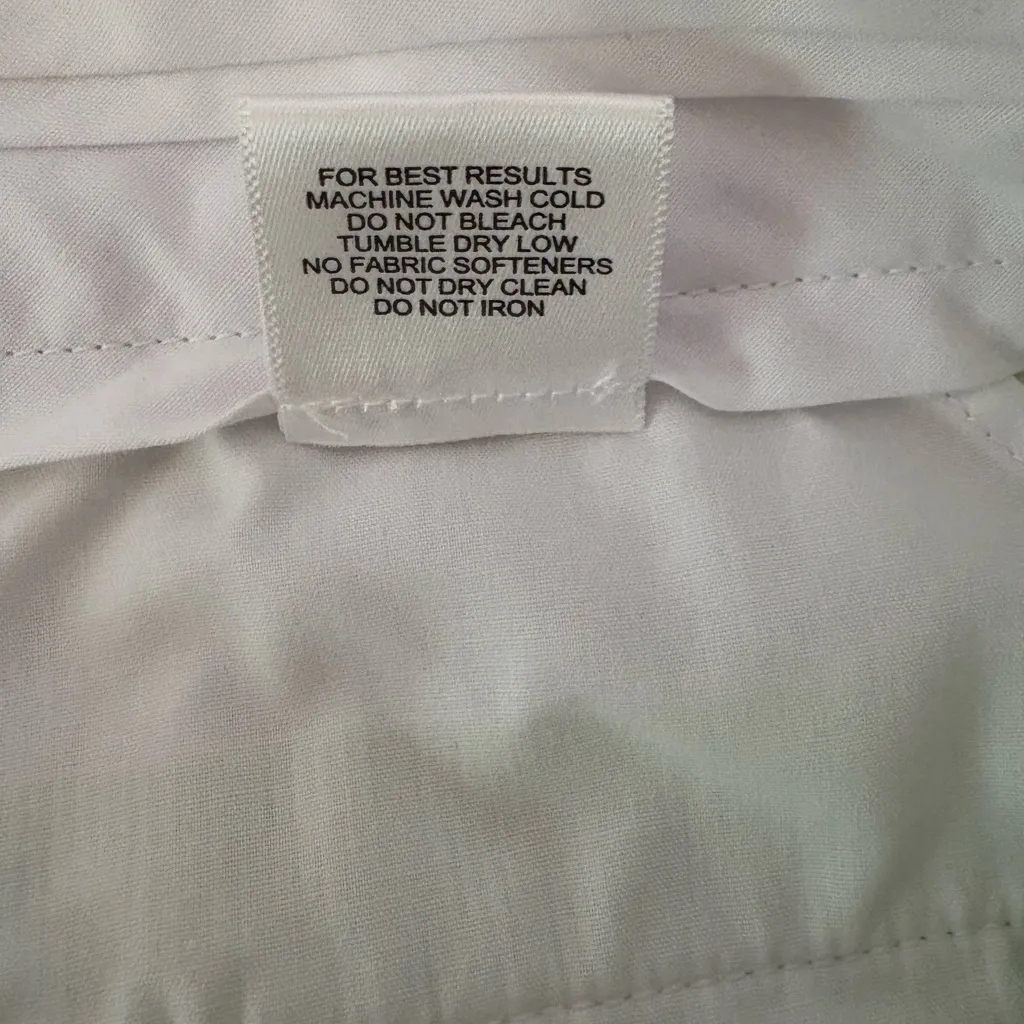 FOR BEST RESULTS
MACHINE WASH COLD
DO NOT BLEACH
TUMBLE DRY LOW
NO FABRIC SOFTENERS
DO NOT DRY CLEAN
DO NOT IRON